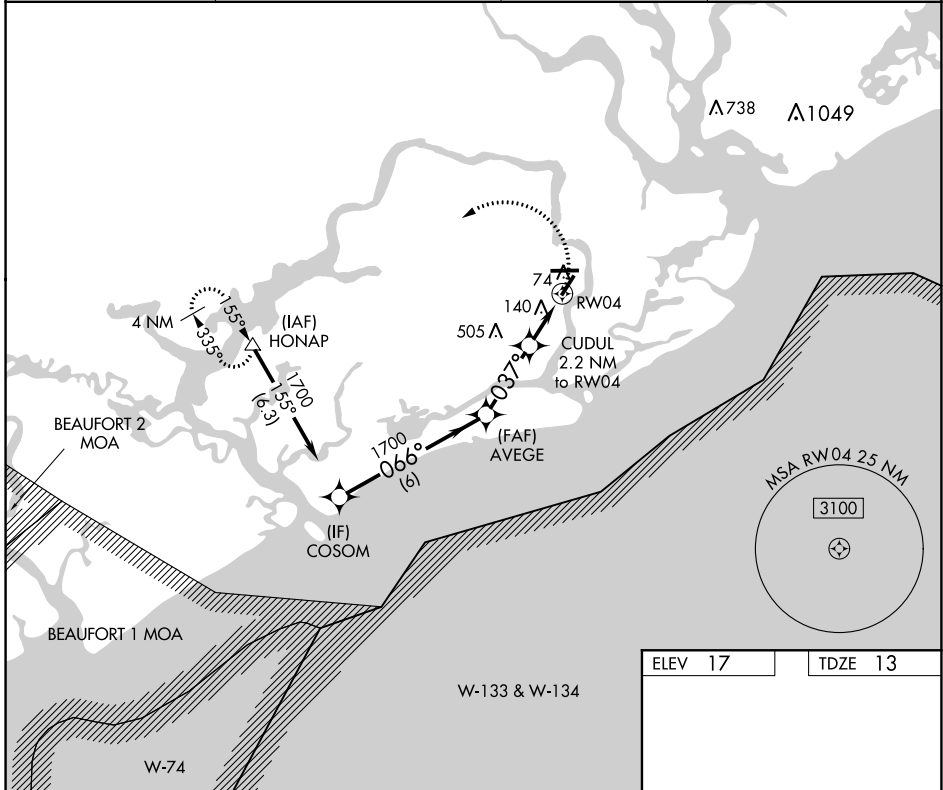 738
1049
74
RW04
140
505
CUDUL
2.2 NM
to RW04
037°
4 NM
155°
335°
(IAF)
HONAP
1700
155°
(6.3)
BEAUFORT 2
MOA
1700
066°
(6)
(FAF)
AVEGE
(IF)
COSOM
MSA RW04 25 NM
3100
BEAUFORT 1 MOA
W-133 & W-134
W-74
ELEV 17
TDZE 13